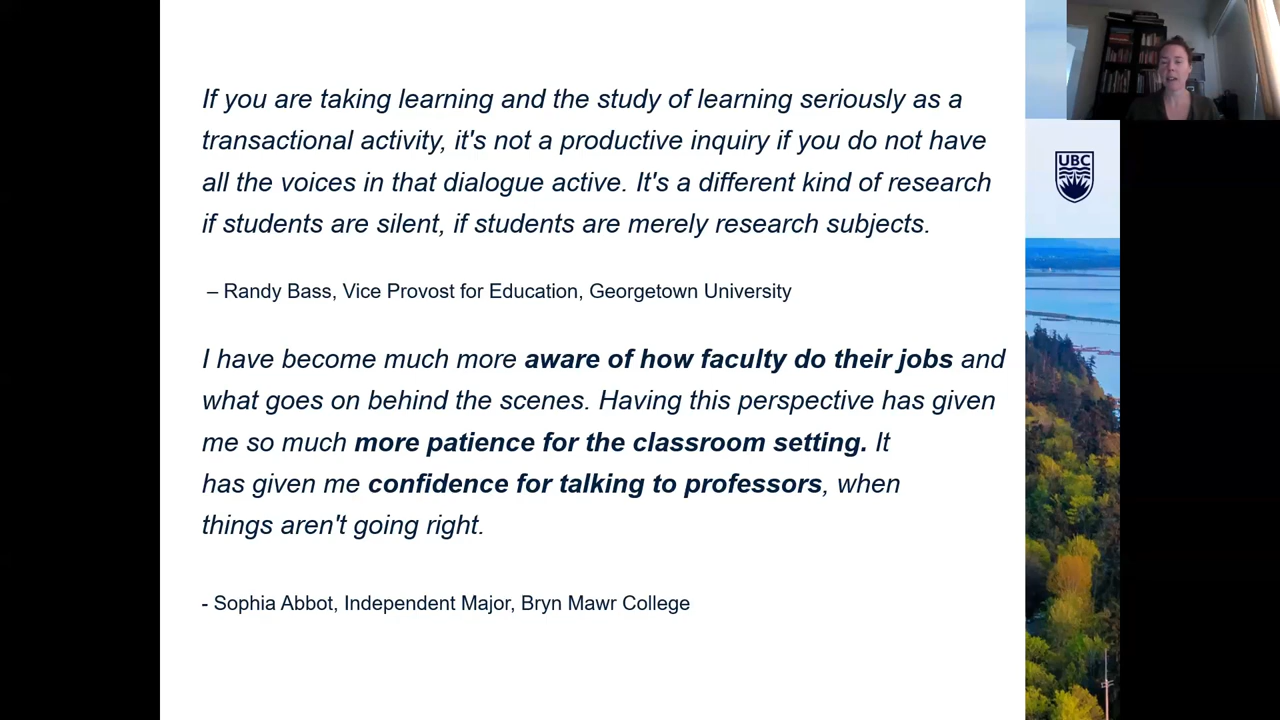 If you are taking learning and the study of learning seriously as a
transactional activity, it's not a productive inquiry if you do not have
all the voices in that dialogue active. It's a different kind of research
if students are silent, if students are merely research subjects.
– Randy Bass, Vice Provost for Education, Georgetown University
I have become much more aware of how faculty do their jobs and
what goes on behind the scenes. Having this perspective has given
me so much more patience for the classroom setting. It
has given me confidence for talking to professors, when
things aren't going right.
- Sophia Abbot, Independent Major, Bryn Mawr College
UBC